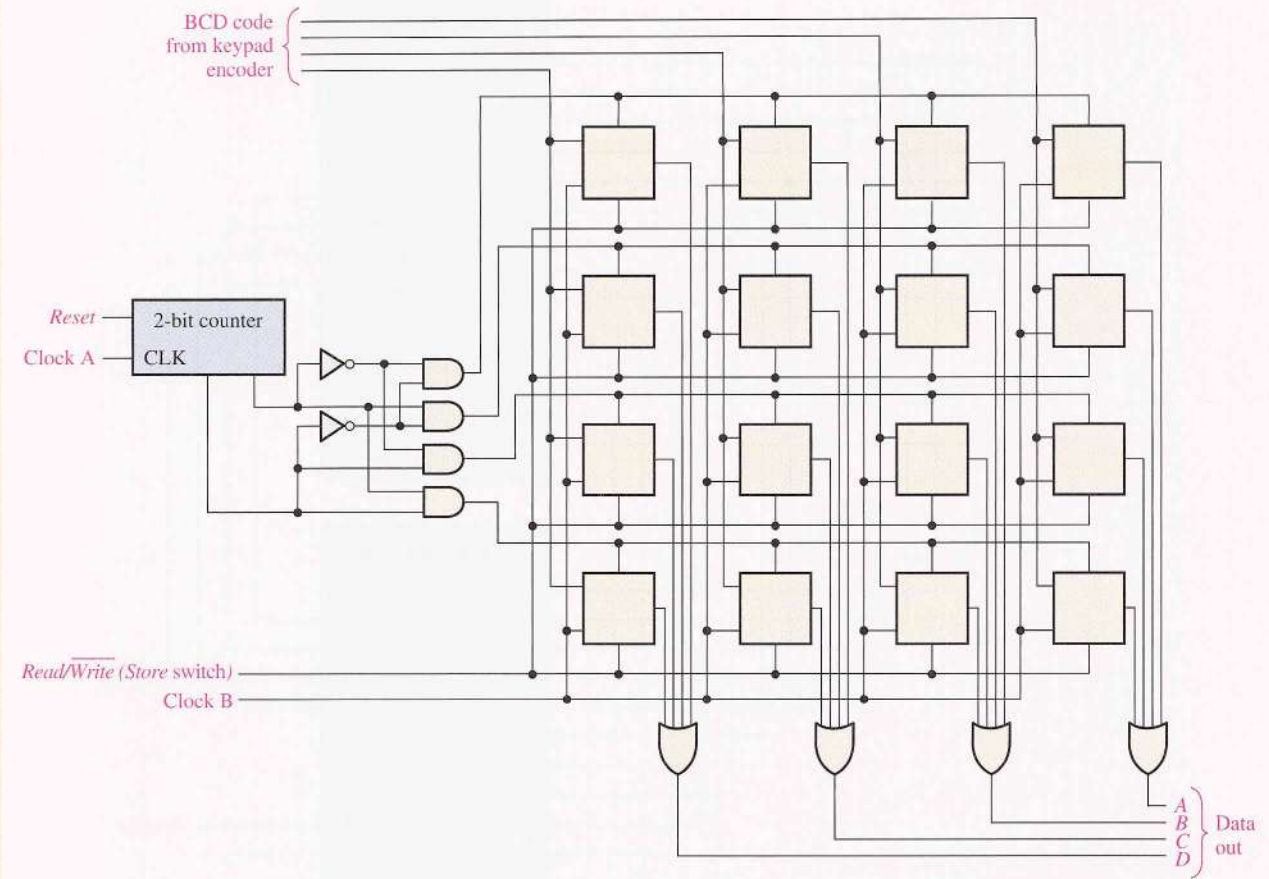 BCD code
from keypad
encoder
Reset
2-bit counter
Clock A
CLK
Read/Write (Store switch)
Clock B
A
B
C
D
Data
out